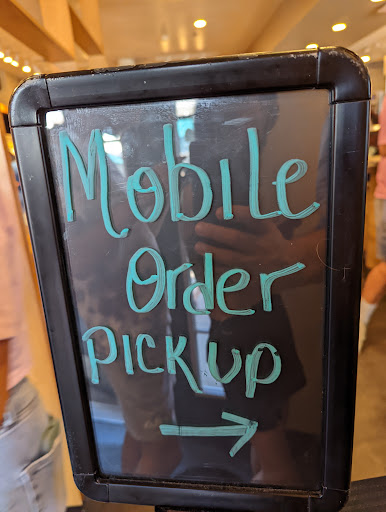 Mobile
Order
PICKUP
→